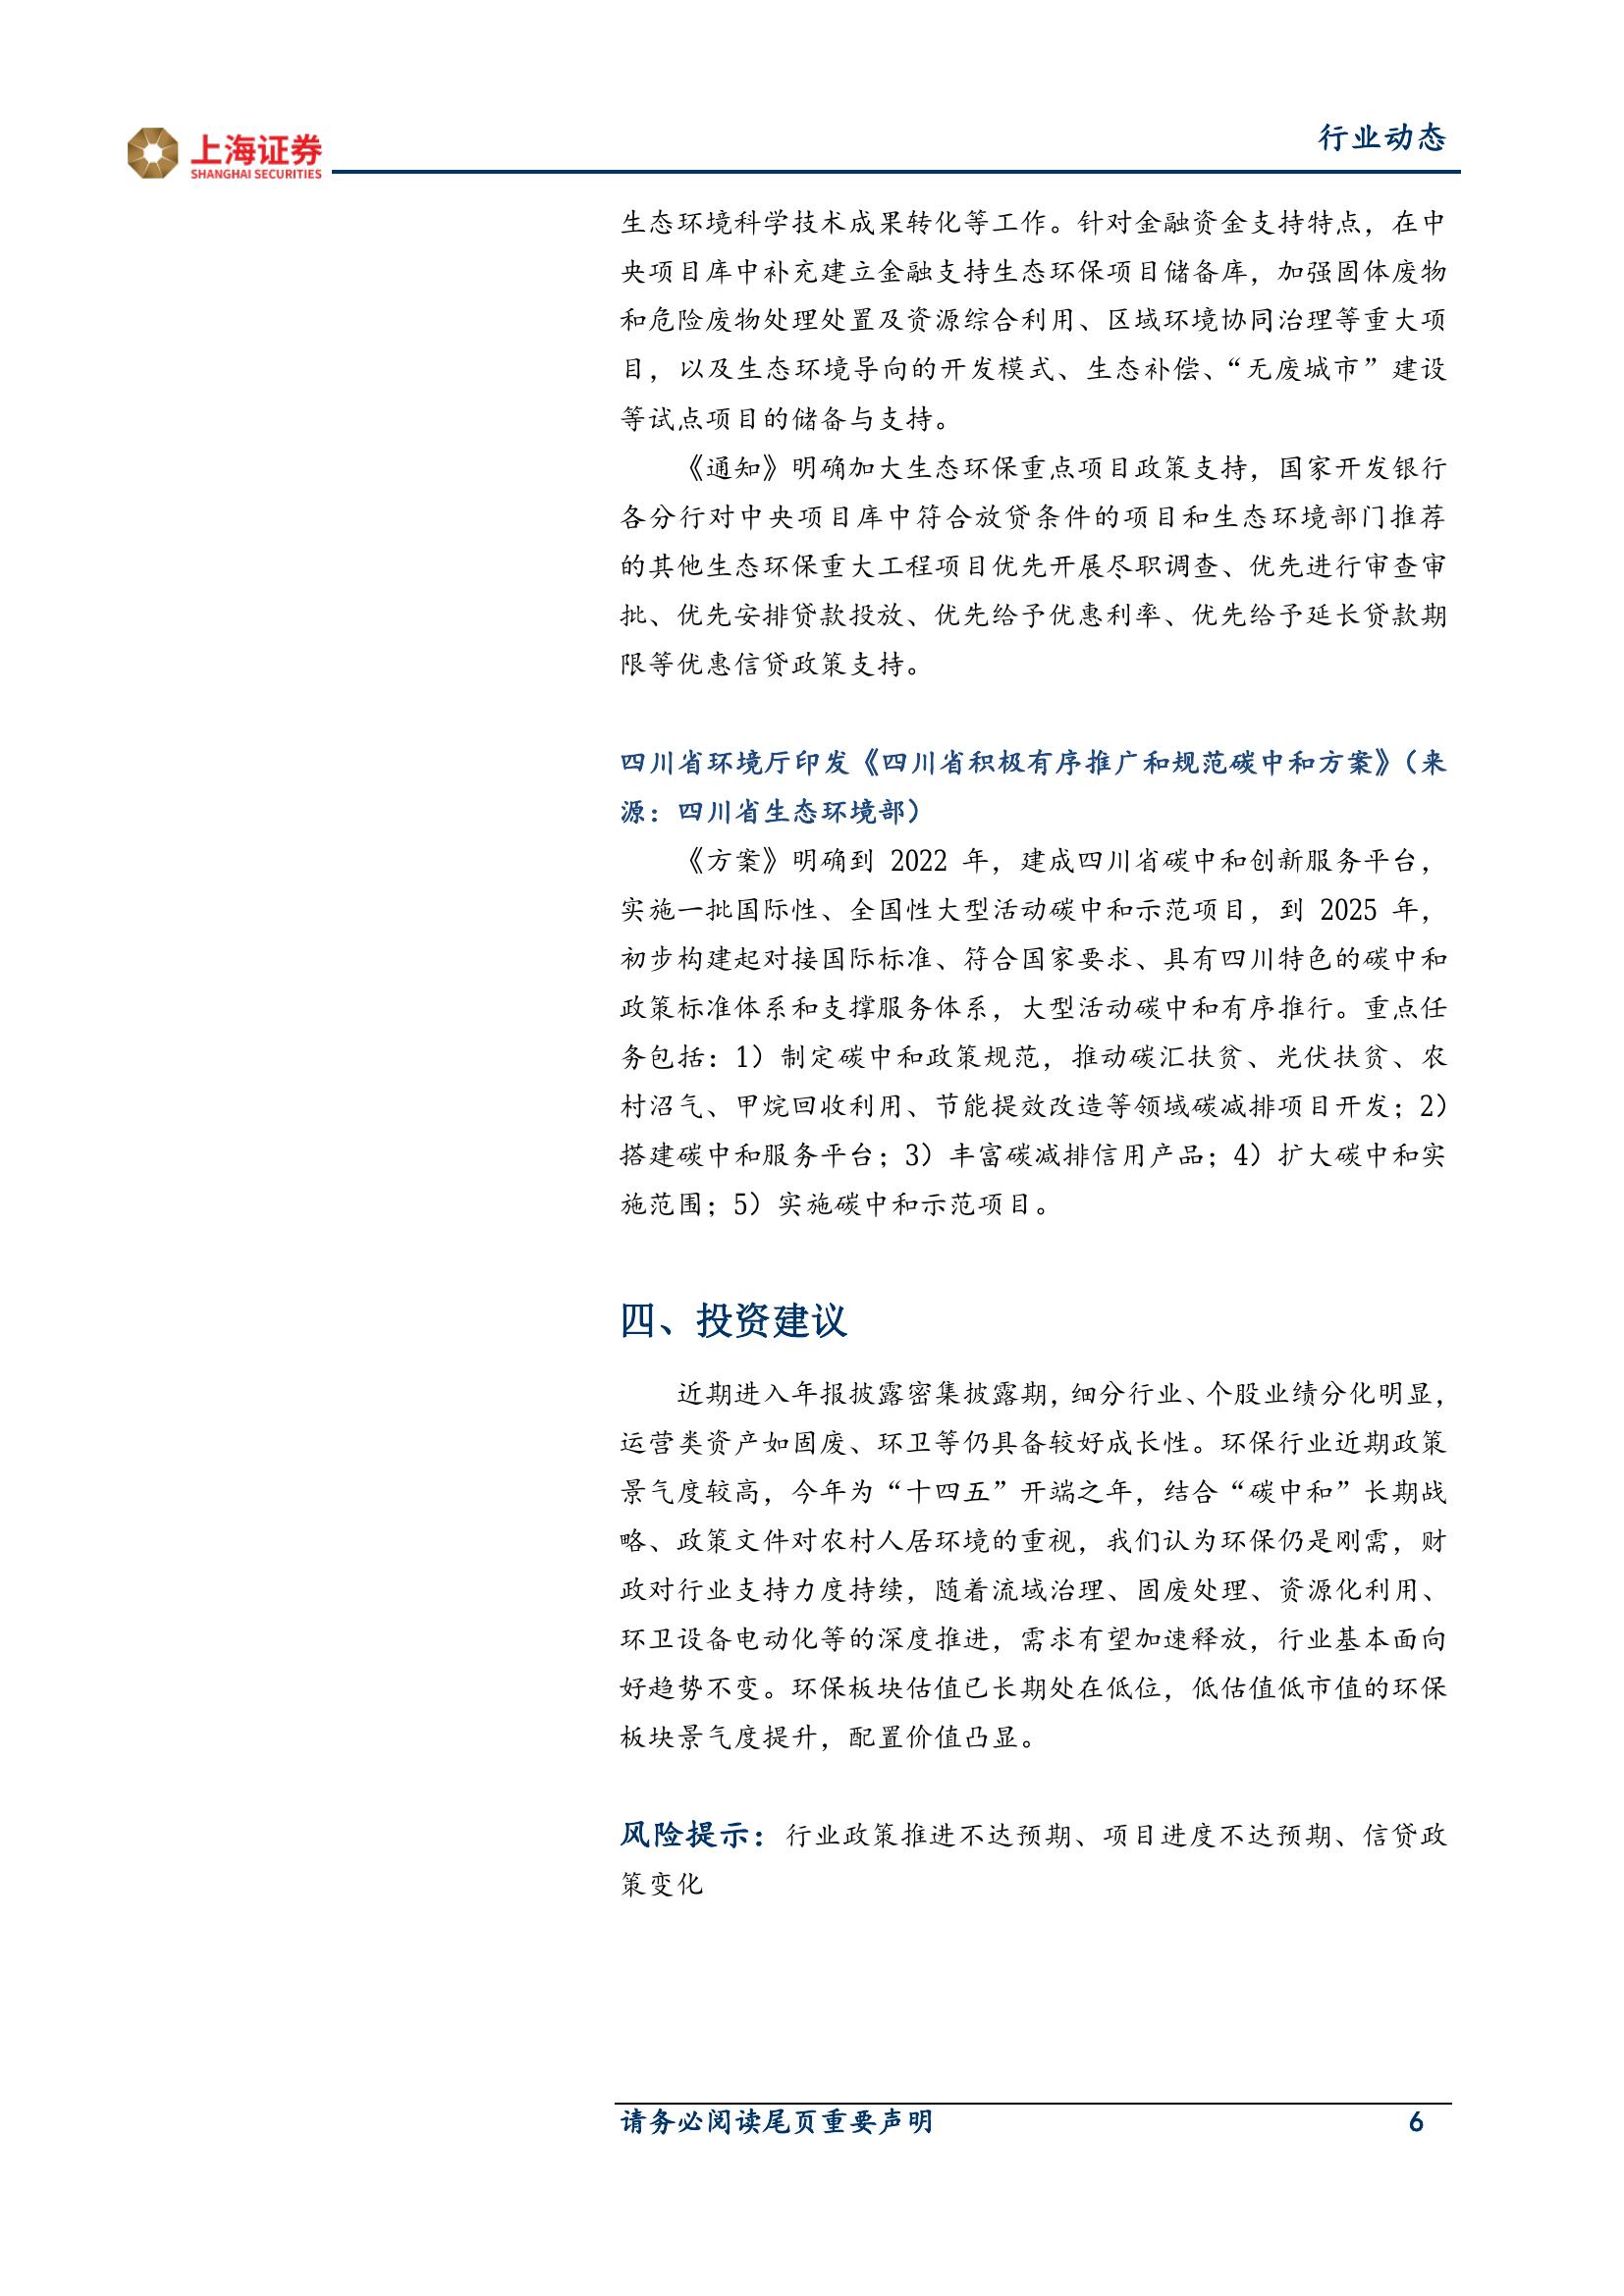 上海证券
SHANGHAI SECURITIES
行业动态
生态环境科学技术成果转化等工作。针对金融资金支持特点，在中
央项目库中补充建立金融支持生态环保项目储备库，加强固体废物
和危险废物处理处置及资源综合利用、区域环境协同治理等重大项
目，以及生态环境导向的开发模式、生态补偿、“无废城市”建设
等试点项目的储备与支持。
《通知》明确加大生态环保重点项目政策支持，国家开发银行
各分行对中央项目库中符合放贷条件的项目和生态环境部门推荐
的其他生态环保重大工程项目优先开展尽职调查、优先进行审查审
批、优先安排贷款投放、优先给予优惠利率、优先给予延长贷款期
限等优惠信贷政策支持。
四川省环境厅印发《四川省积极有序推广和规范碳中和方案》（来
源：四川省生态环境部）
《方案》明确到 2022 年，建成四川省碳中和创新服务平台，
实施一批国际性、全国性大型活动碳中和示范项目，到 2025 年，
初步构建起对接国际标准、符合国家要求、具有四川特色的碳中和
政策标准体系和支撑服务体系，大型活动碳中和有序推行。重点任
务包括：1）制定碳中和政策规范，推动碳汇扶贫、光伏扶贫、农
村沼气、甲烷回收利用、节能提效改造等领域碳减排项目开发；2）
搭建碳中和服务平台；3）丰富碳减排信用产品；4）扩大碳中和实
施范围；5）实施碳中和示范项目。
四、投资建议
近期进入年报披露密集披露期，细分行业、个股业绩分化明显，
运营类资产如固废、环卫等仍具备较好成长性。环保行业近期政策
景气度较高，今年为“十四五”开端之年，结合“碳中和”长期战
略、政策文件对农村人居环境的重视，我们认为环保仍是刚需，财
政对行业支持力度持续，随着流域治理、固废处理、资源化利用、
环卫设备电动化等的深度推进，需求有望加速释放，行业基本面向
好趋势不变。环保板块估值已长期处在低位，低估值低市值的环保
板块景气度提升，配置价值凸显。
风险提示：行业政策推进不达预期、项目进度不达预期、信贷政
策变化
请务必阅读尾页重要声明 6